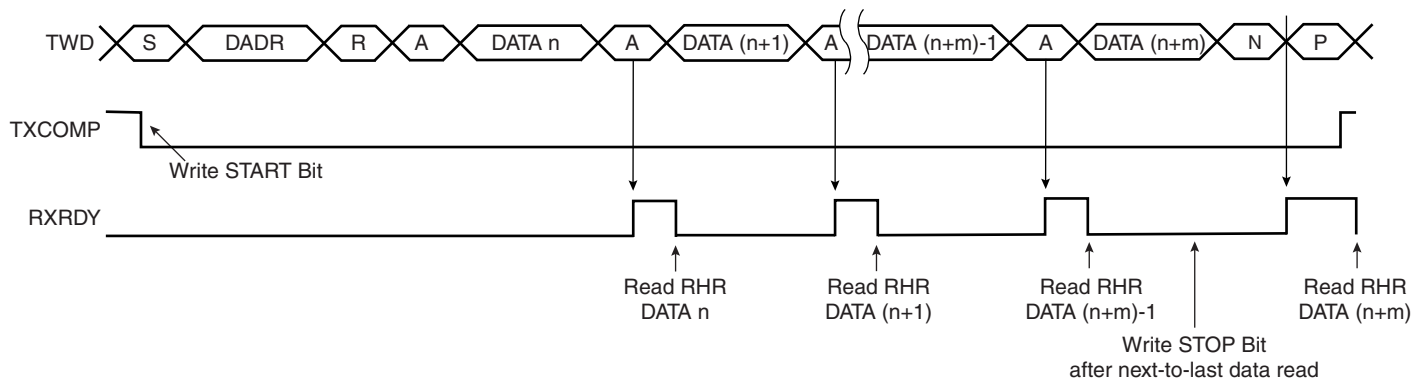 TWD S DADR R A DATA n A DATA (n+1) A DATA (n+m)-1 A DATA (n+m) N P
TXCOMP
Write START Bit
RXRDY
Read RHR Read RHR Read RHR Read RHR
DATA n DATA (n+1) DATA (n+m)-1 DATA (n+m)
Write STOP Bit
after next-to-last data read